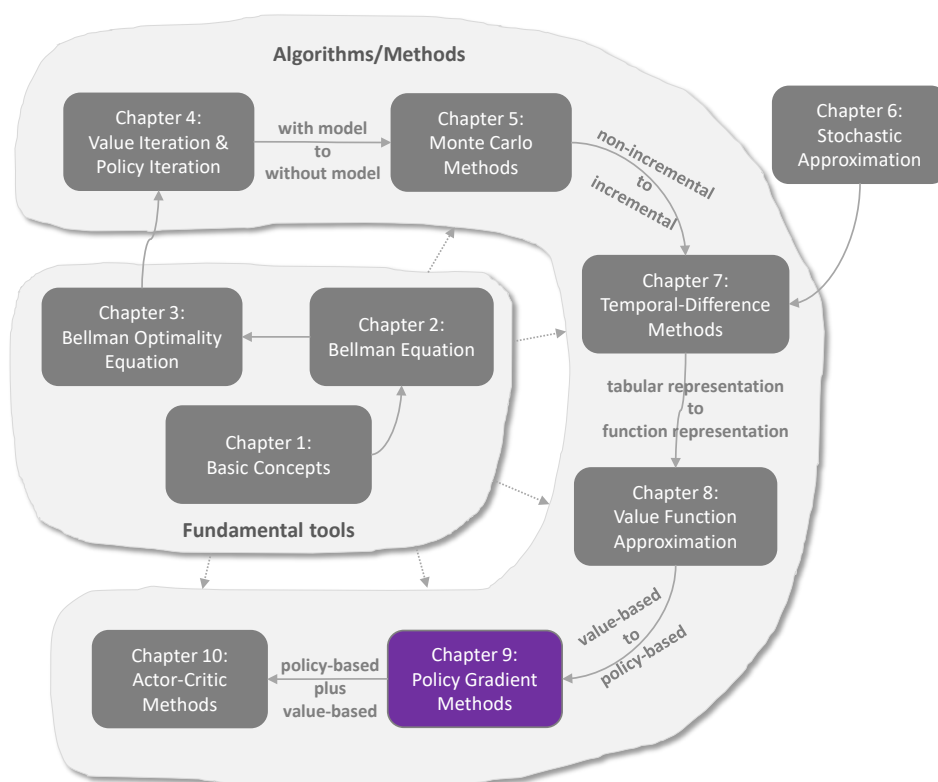 Algorithms/Methods
Chapter 4:
Value Iteration &
Policy Iteration
with model
to
without model
Chapter 5:
Monte Carlo
Methods
non-incremental
to
incremental
Chapter 6:
Stochastic
Approximation
Chapter 7:
Temporal-Difference
Methods
Chapter 3:
Bellman Optimality
Equation
Chapter 2:
Bellman Equation
Chapter 1:
Basic Concepts
Fundamental tools
tabular representation
to
function representation
Chapter 8:
Value Function
Approximation
value-based
to
policy-based
Chapter 9:
Policy Gradient
Methods
policy-based
plus
value-based
Chapter 10:
Actor-Critic
Methods